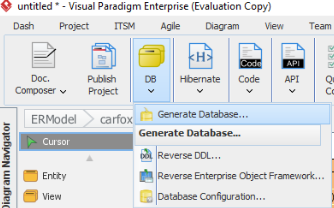 untitled * - Visual Paradigm Enterprise (Evaluation Copy)
Dash Project ITSM Agile Diagram View Team
Doc. Composer
Publish Project
DB
Hibernate
Code
API
ERModel carfox
Generate Database...
Generate Database...
Cursor
Reverse DDL...
Entity
Reverse Enterprise Object Framework...
View
Database Configuration...
Diagram Navigator